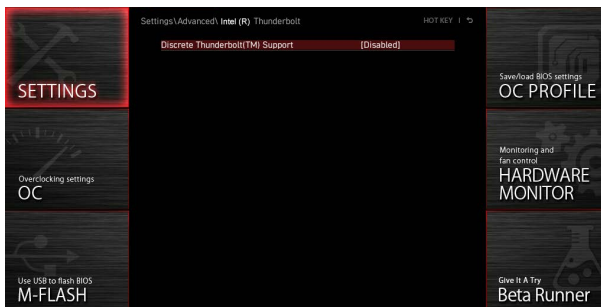 Settings\Advanced\ Intel (R) Thunderbolt
HOT KEY | ⮌
Discrete Thunderbolt(TM) Support [Disabled]
SETTINGS
Overclocking settings
OC
Use USB to flash BIOS
M-FLASH
Save/load BIOS settings
OC PROFILE
Monitoring and
fan control
HARDWARE
MONITOR
Give It A Try
Beta Runner